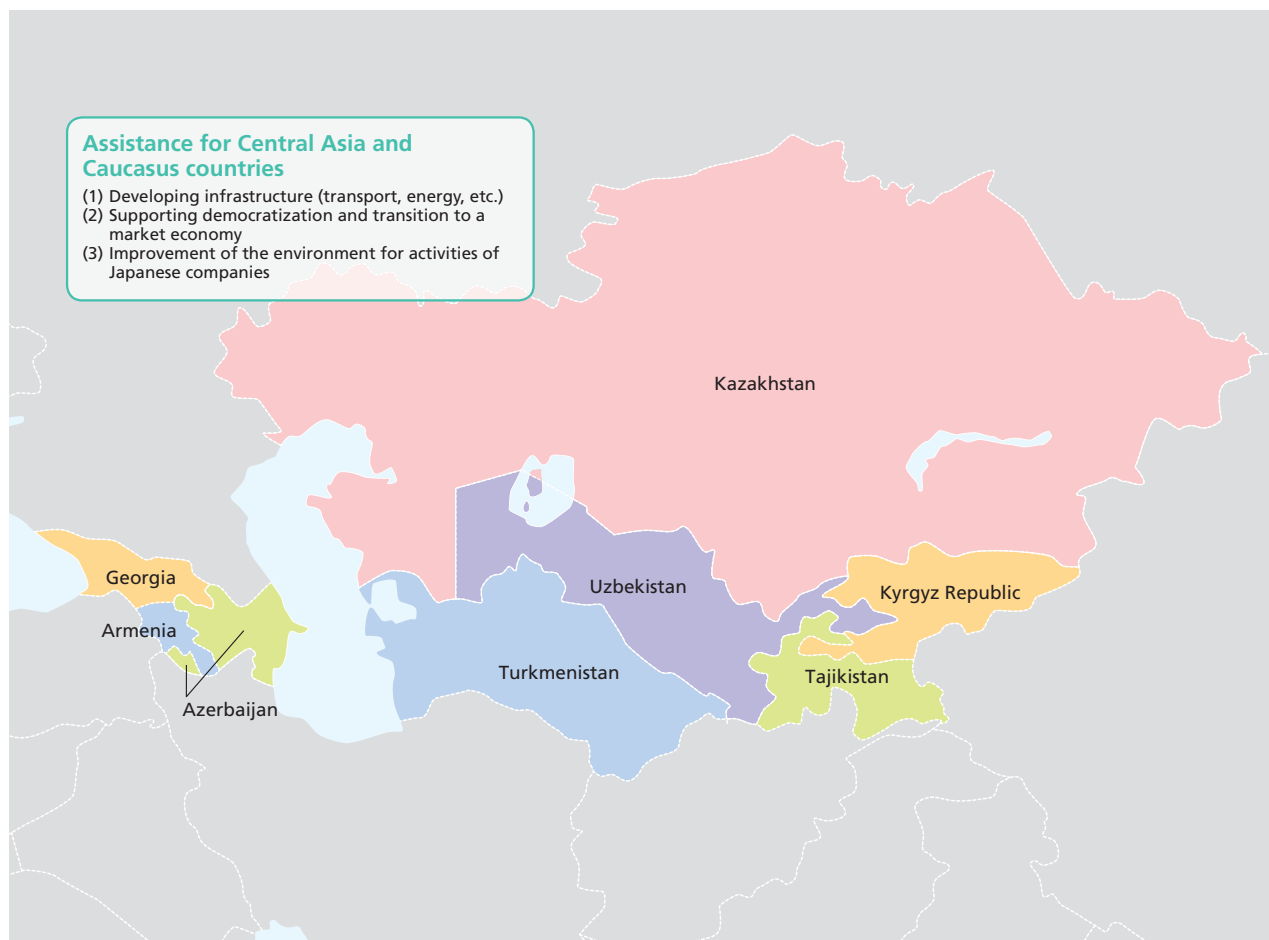 Assistance for Central Asia and
Caucasus countries
(1) Developing infrastructure (transport, energy, etc.)
(2) Supporting democratization and transition to a
market economy
(3) Improvement of the environment for activities of
Japanese companies
Kazakhstan
Georgia
Uzbekistan
Kyrgyz Republic
Armenia
Turkmenistan
Tajikistan
Azerbaijan